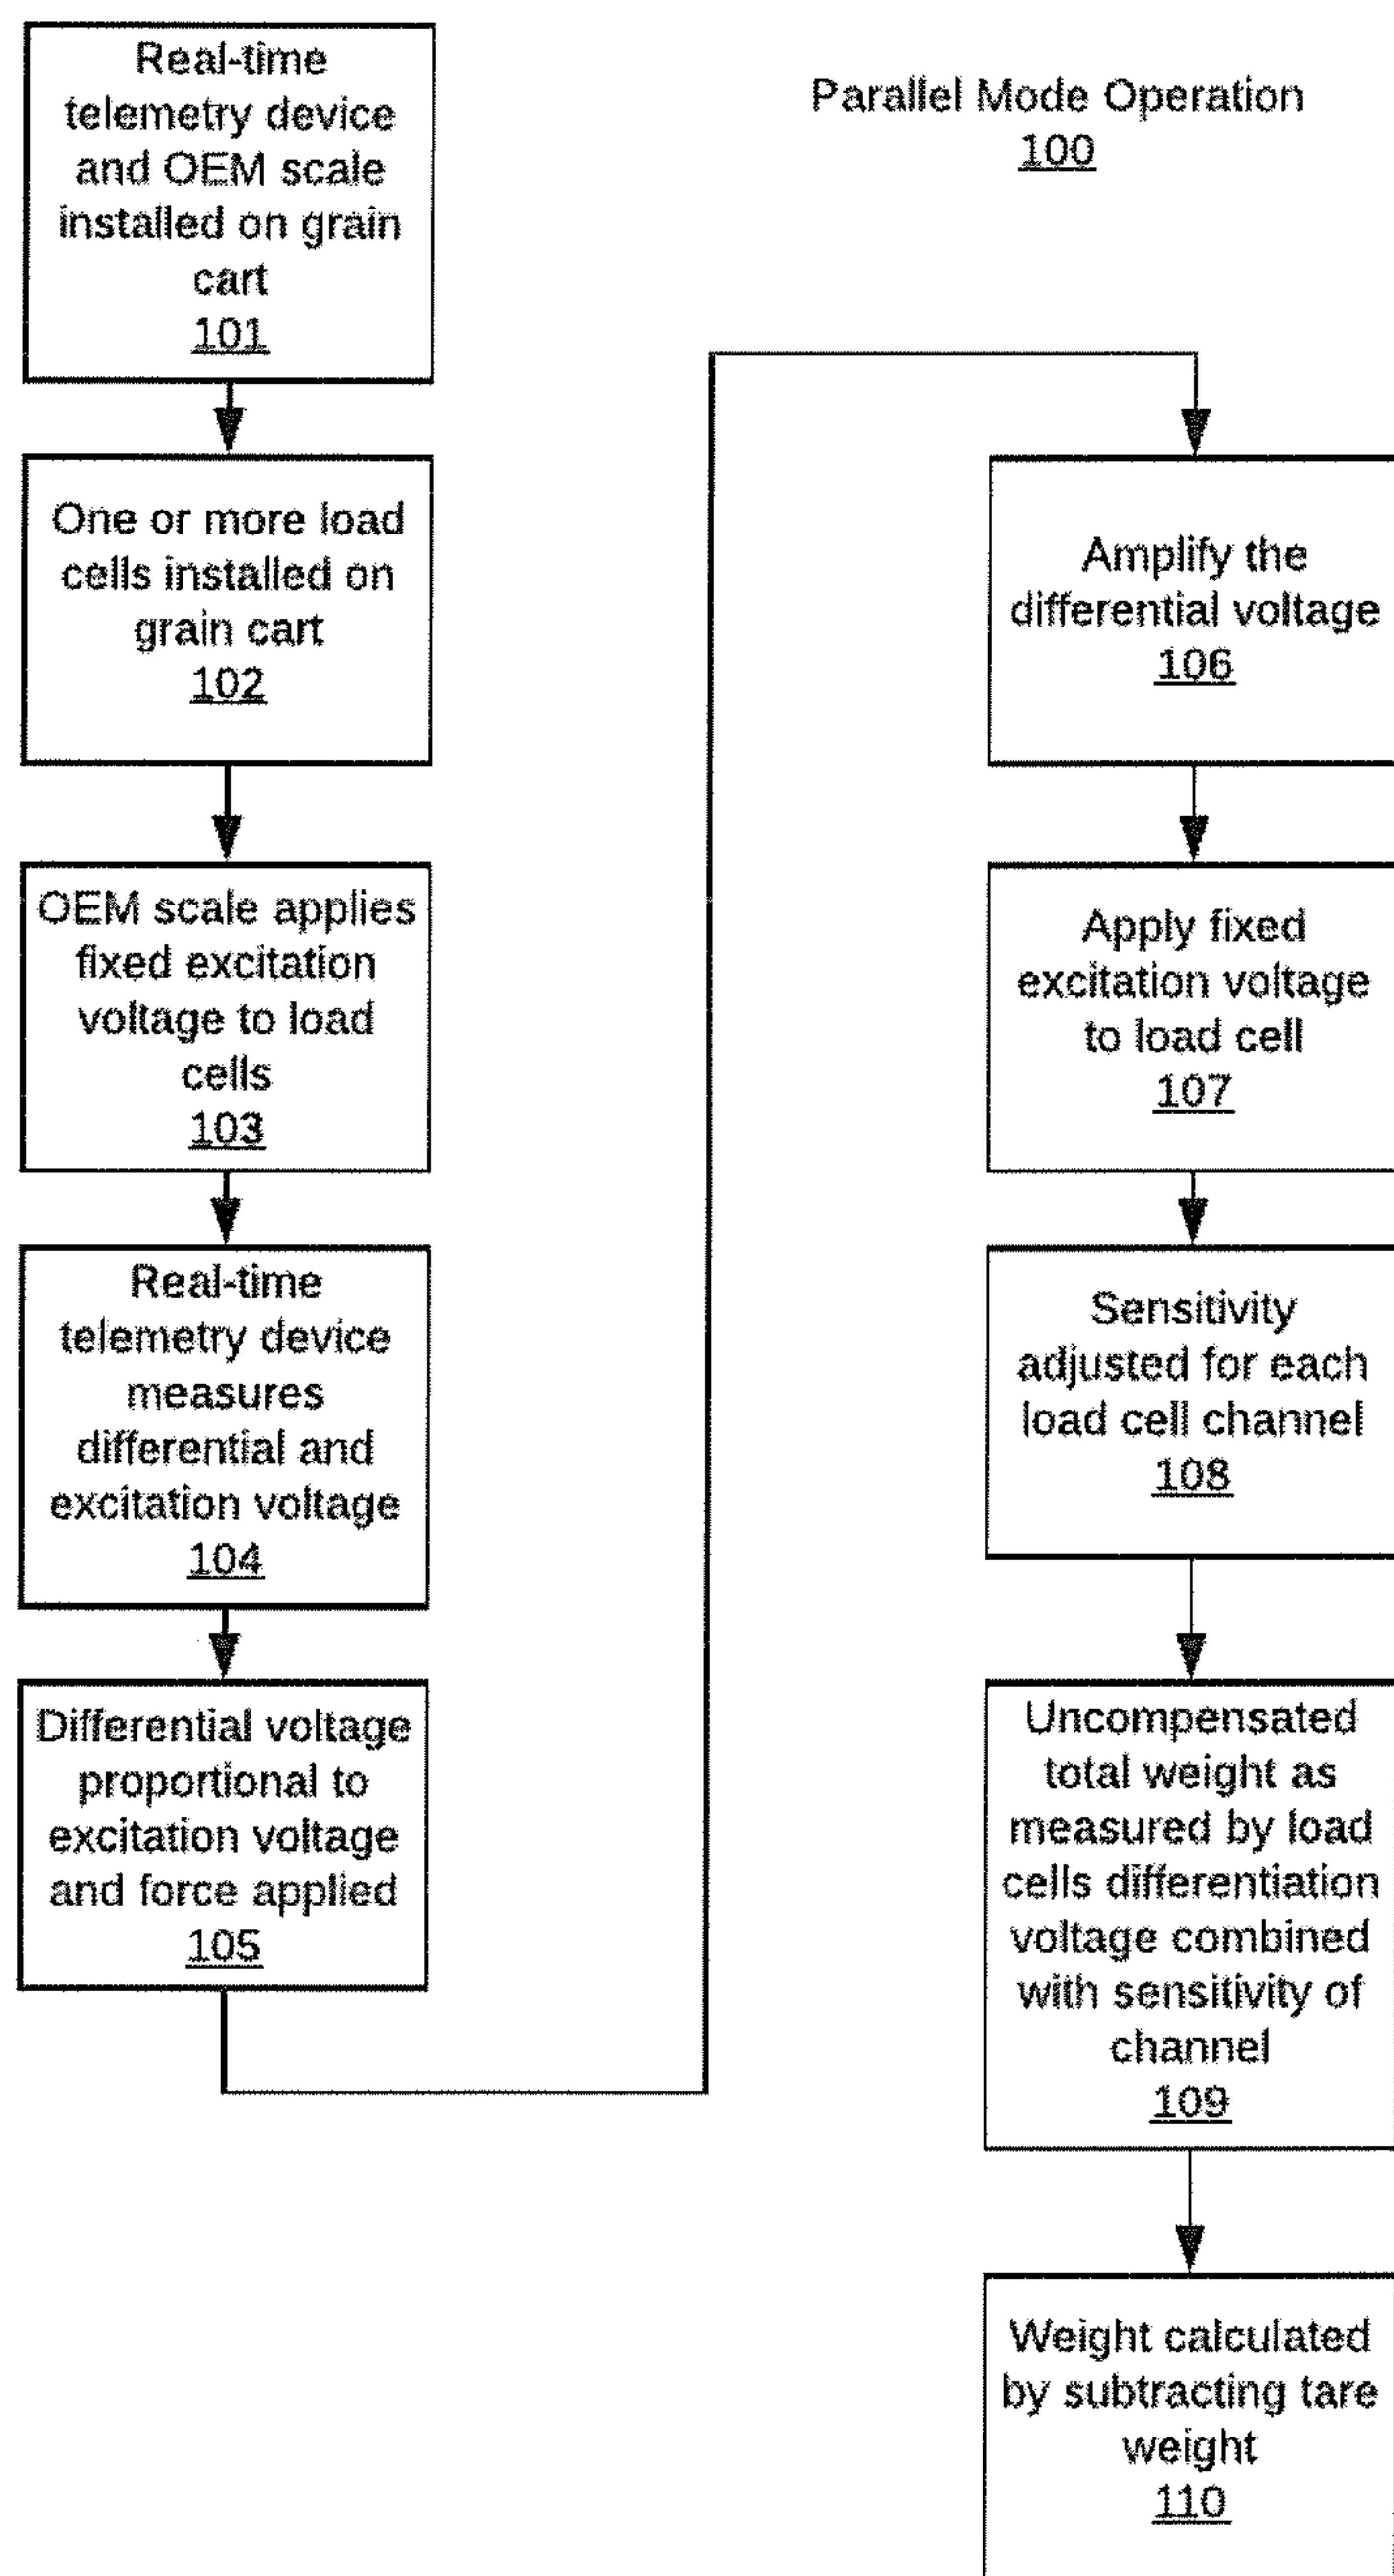 Parallel Mode Operation
100
Real-time
telemetry device
and OEM scale
installed on grain
cart
101
One or more load
cells installed on
grain cart
102
OEM scale applies
fixed excitation
voltage to load
cells
103
Real-time
telemetry device
measures
differential and
excitation voltage
104
Differential voltage
proportional to
excitation voltage
and force applied
105
Amplify the
differential voltage
106
Apply fixed
excitation voltage
to load cell
107
Sensitivity
adjusted for each
load cell channel
108
Uncompensated
total weight as
measured by load
cells differentiation
voltage combined
with sensitivity of
channel
109
Weight calculated
by subtracting tare
weight
110